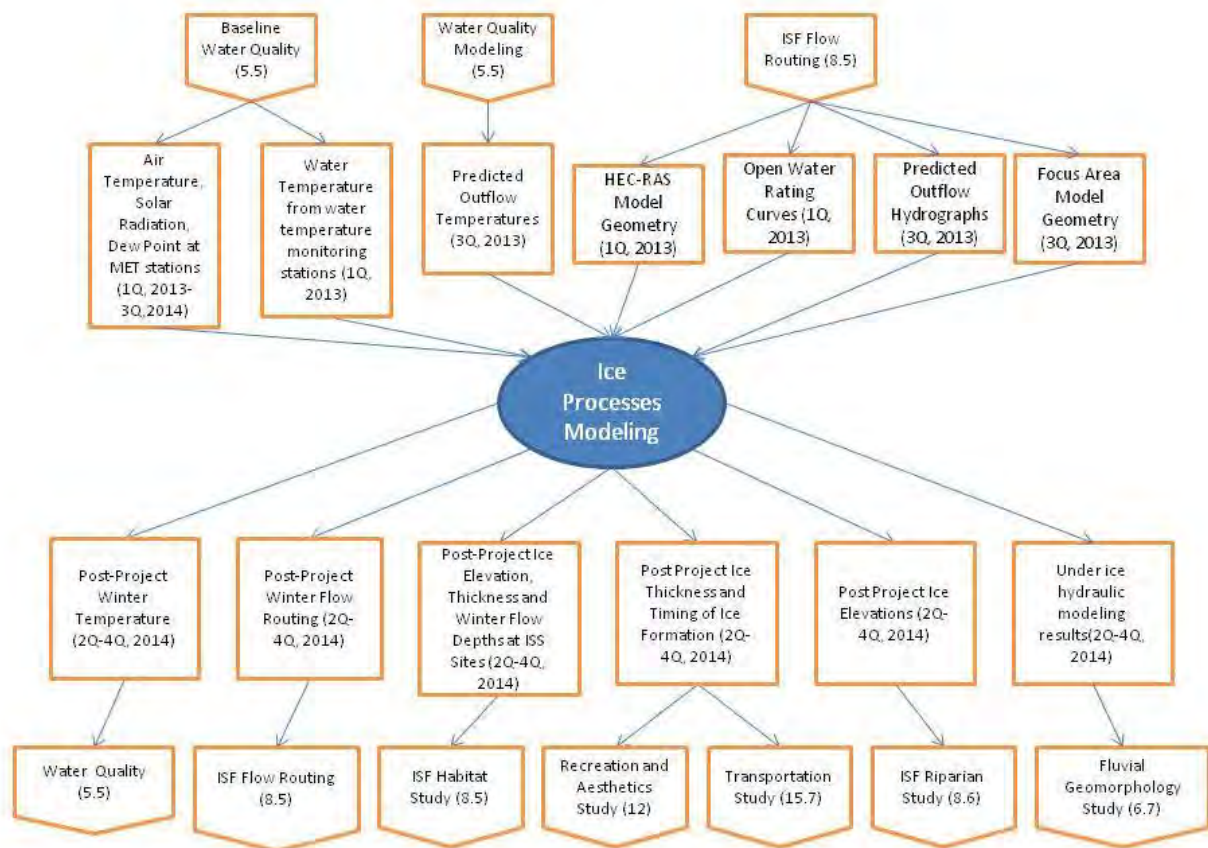 Baseline
Water Quality
(5.5)
Water Quality
Modeling
(5.5)
ISF Flow
Routing (8.5)
Air
Temperature,
Solar
Radiation,
Dew Point at
MET stations
(1Q, 2013-
3Q,2014)
Water
Temperature
from water
temperature
monitoring
stations (1Q,
2013)
Predicted
Outflow
Temperatures
(3Q, 2013)
HEC-RAS
Model
Geometry
(1Q, 2013)
Open Water
Rating
Curves (1Q,
2013)
Predicted
Outflow
Hydrographs
(3Q, 2013)
Focus Area
Model
Geometry
(3Q, 2013)
Ice
Processes
Modeling
Post-Project
Winter
Temperature
(2Q-4Q, 2014)
Post-Project
Winter Flow
Routing (2Q-
4Q, 2014)
Post-Project Ice
Elevation,
Thickness and
Winter Flow
Depths at ISS
Sites (2Q-4Q,
2014)
Post Project Ice
Thickness and
Timing of Ice
Formation (2Q-
4Q, 2014)
Post Project Ice
Elevations (2Q-
4Q, 2014)
Under ice
hydraulic
modeling
results(2Q-4Q,
2014)
Water Quality
(5.5)
ISF Flow Routing
(8.5)
ISF Habitat
Study (8.5)
Recreation and
Aesthetics
Study (12)
Transportation
Study (15.7)
ISF Riparian
Study (8.6)
Fluvial
Geomorphology
Study (6.7)